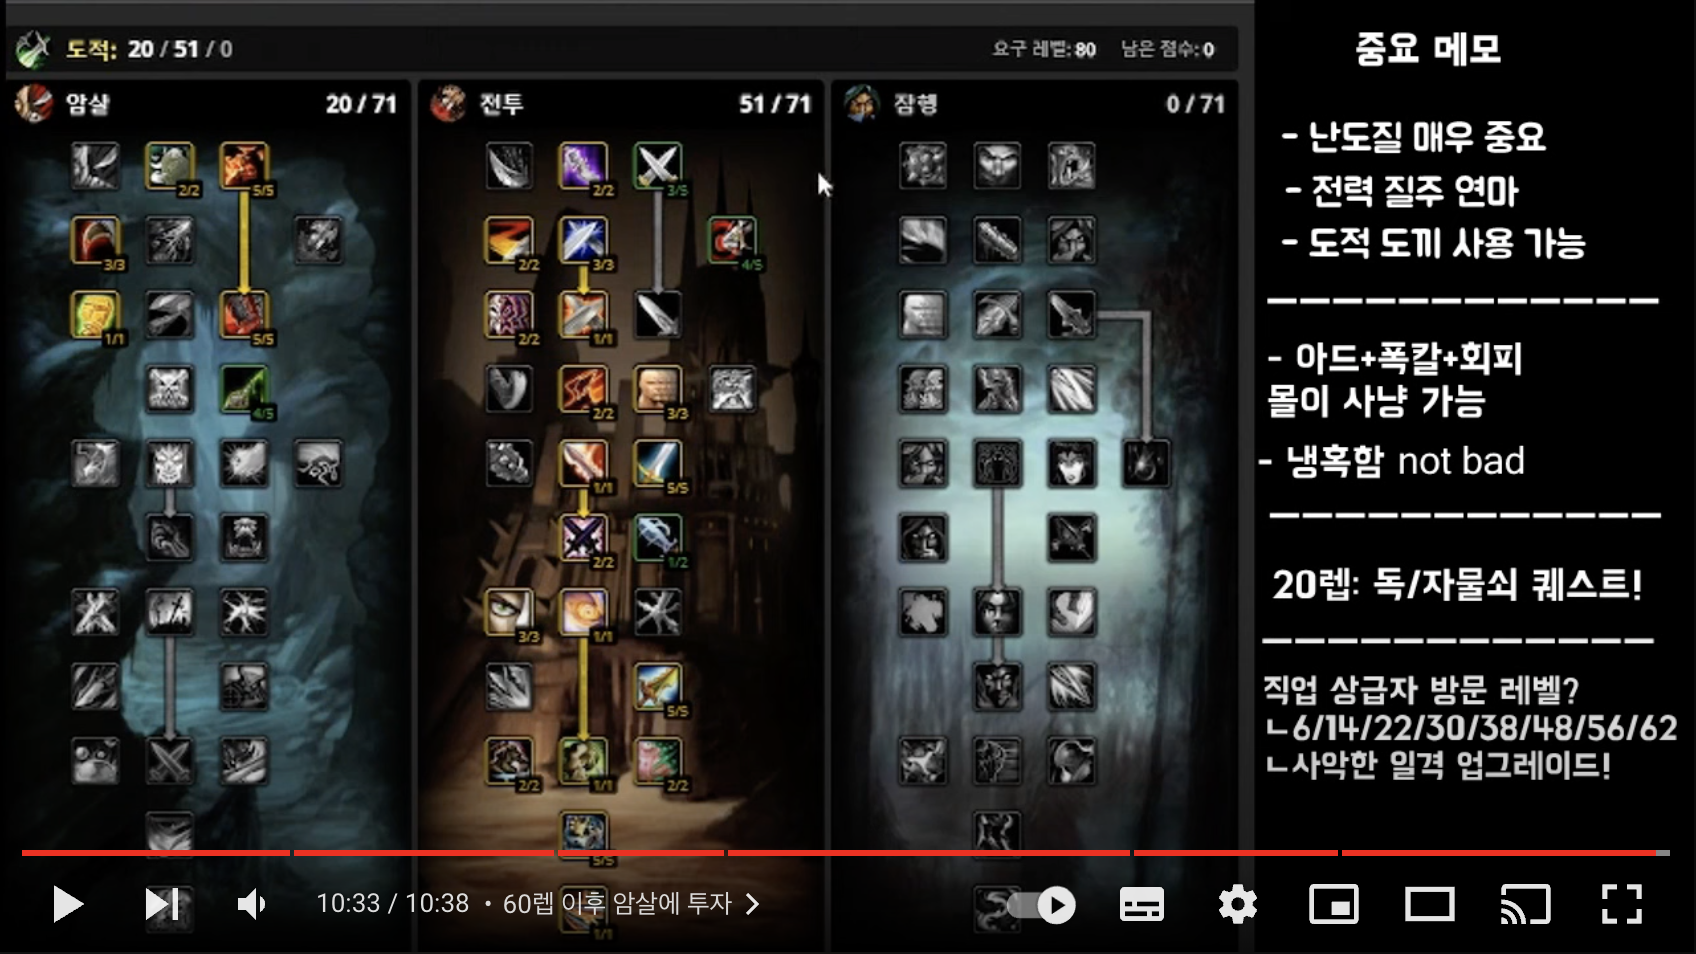 도적: 20 / 51 / 0
요구 레벨: 80 남은 점수: 0
암살 20 / 71
전투 51 / 71
잠행 0 / 71
2/2 5/5
2/2 3/5
3/3
2/2 3/3 4/5
1/1 5/5
2/2 1/1
4/5
2/2 3/3
1/1 5/5
2/2 1/2
3/3 1/1
5/5
2/2 1/1 2/2
5/5
1/1
중요 메모
- 난도질 매우 중요
- 전력 질주 연마
- 도적 도끼 사용 가능
- 아드+폭칼+회피
몰이 사냥 가능
- 냉혹함 not bad
20렙: 독/자물쇠 퀘스트!
직업 상급자 방문 레벨?
ㄴ6/14/22/30/38/48/56/62
ㄴ사악한 일격 업그레이드!
10:33 / 10:38 • 60렙 이후 암살에 투자